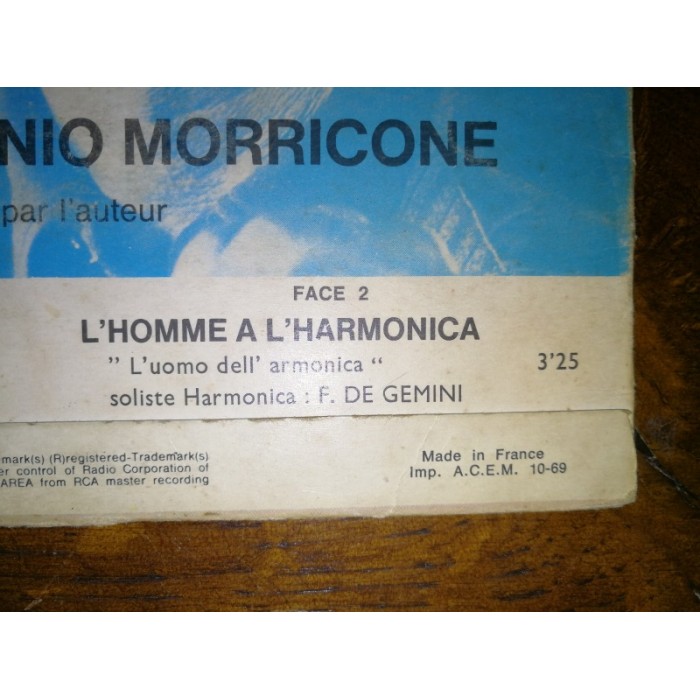 NIO MORRICONE
par l'auteur
FACE 2
L'HOMME A L'HARMONICA
" L'uomo dell' armonica “ 3'25
soliste Harmonica : F. DE GEMINI
mark(s) (R)registered-Trademark(s)
er control of Radio Corporation of
AREA from RCA master recording
Made in France
Imp. A.C.E.M. 10-69